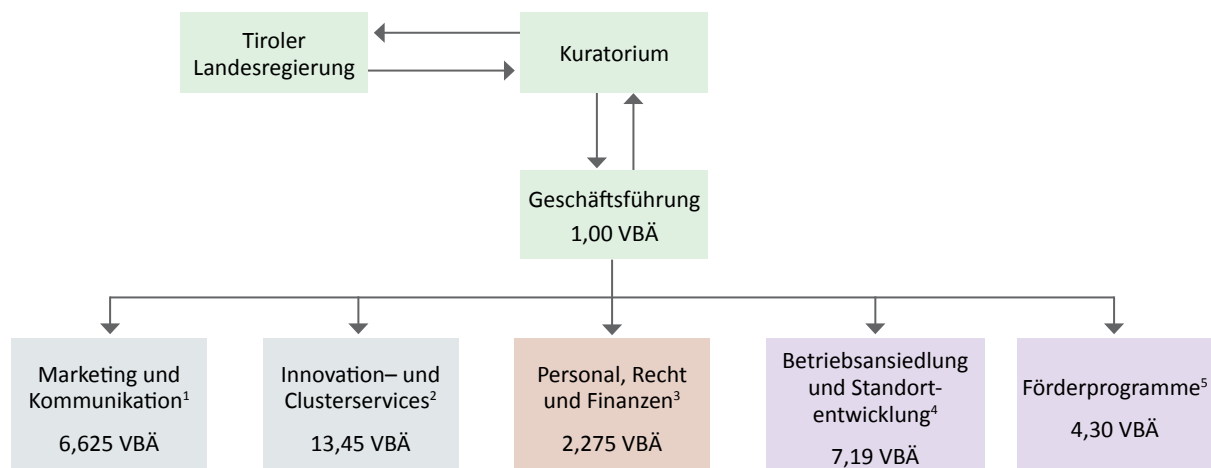 Tiroler
Landesregierung
Kuratorium
Geschäftsführung
1,00 VBÄ
Marketing und
Kommunikation¹
6,625 VBÄ
Innovation– und
Clusterservices²
13,45 VBÄ
Personal, Recht
und Finanzen³
2,275 VBÄ
Betriebsansiedlung
und Standort-
entwicklung⁴
7,19 VBÄ
Förderprogramme⁵
4,30 VBÄ